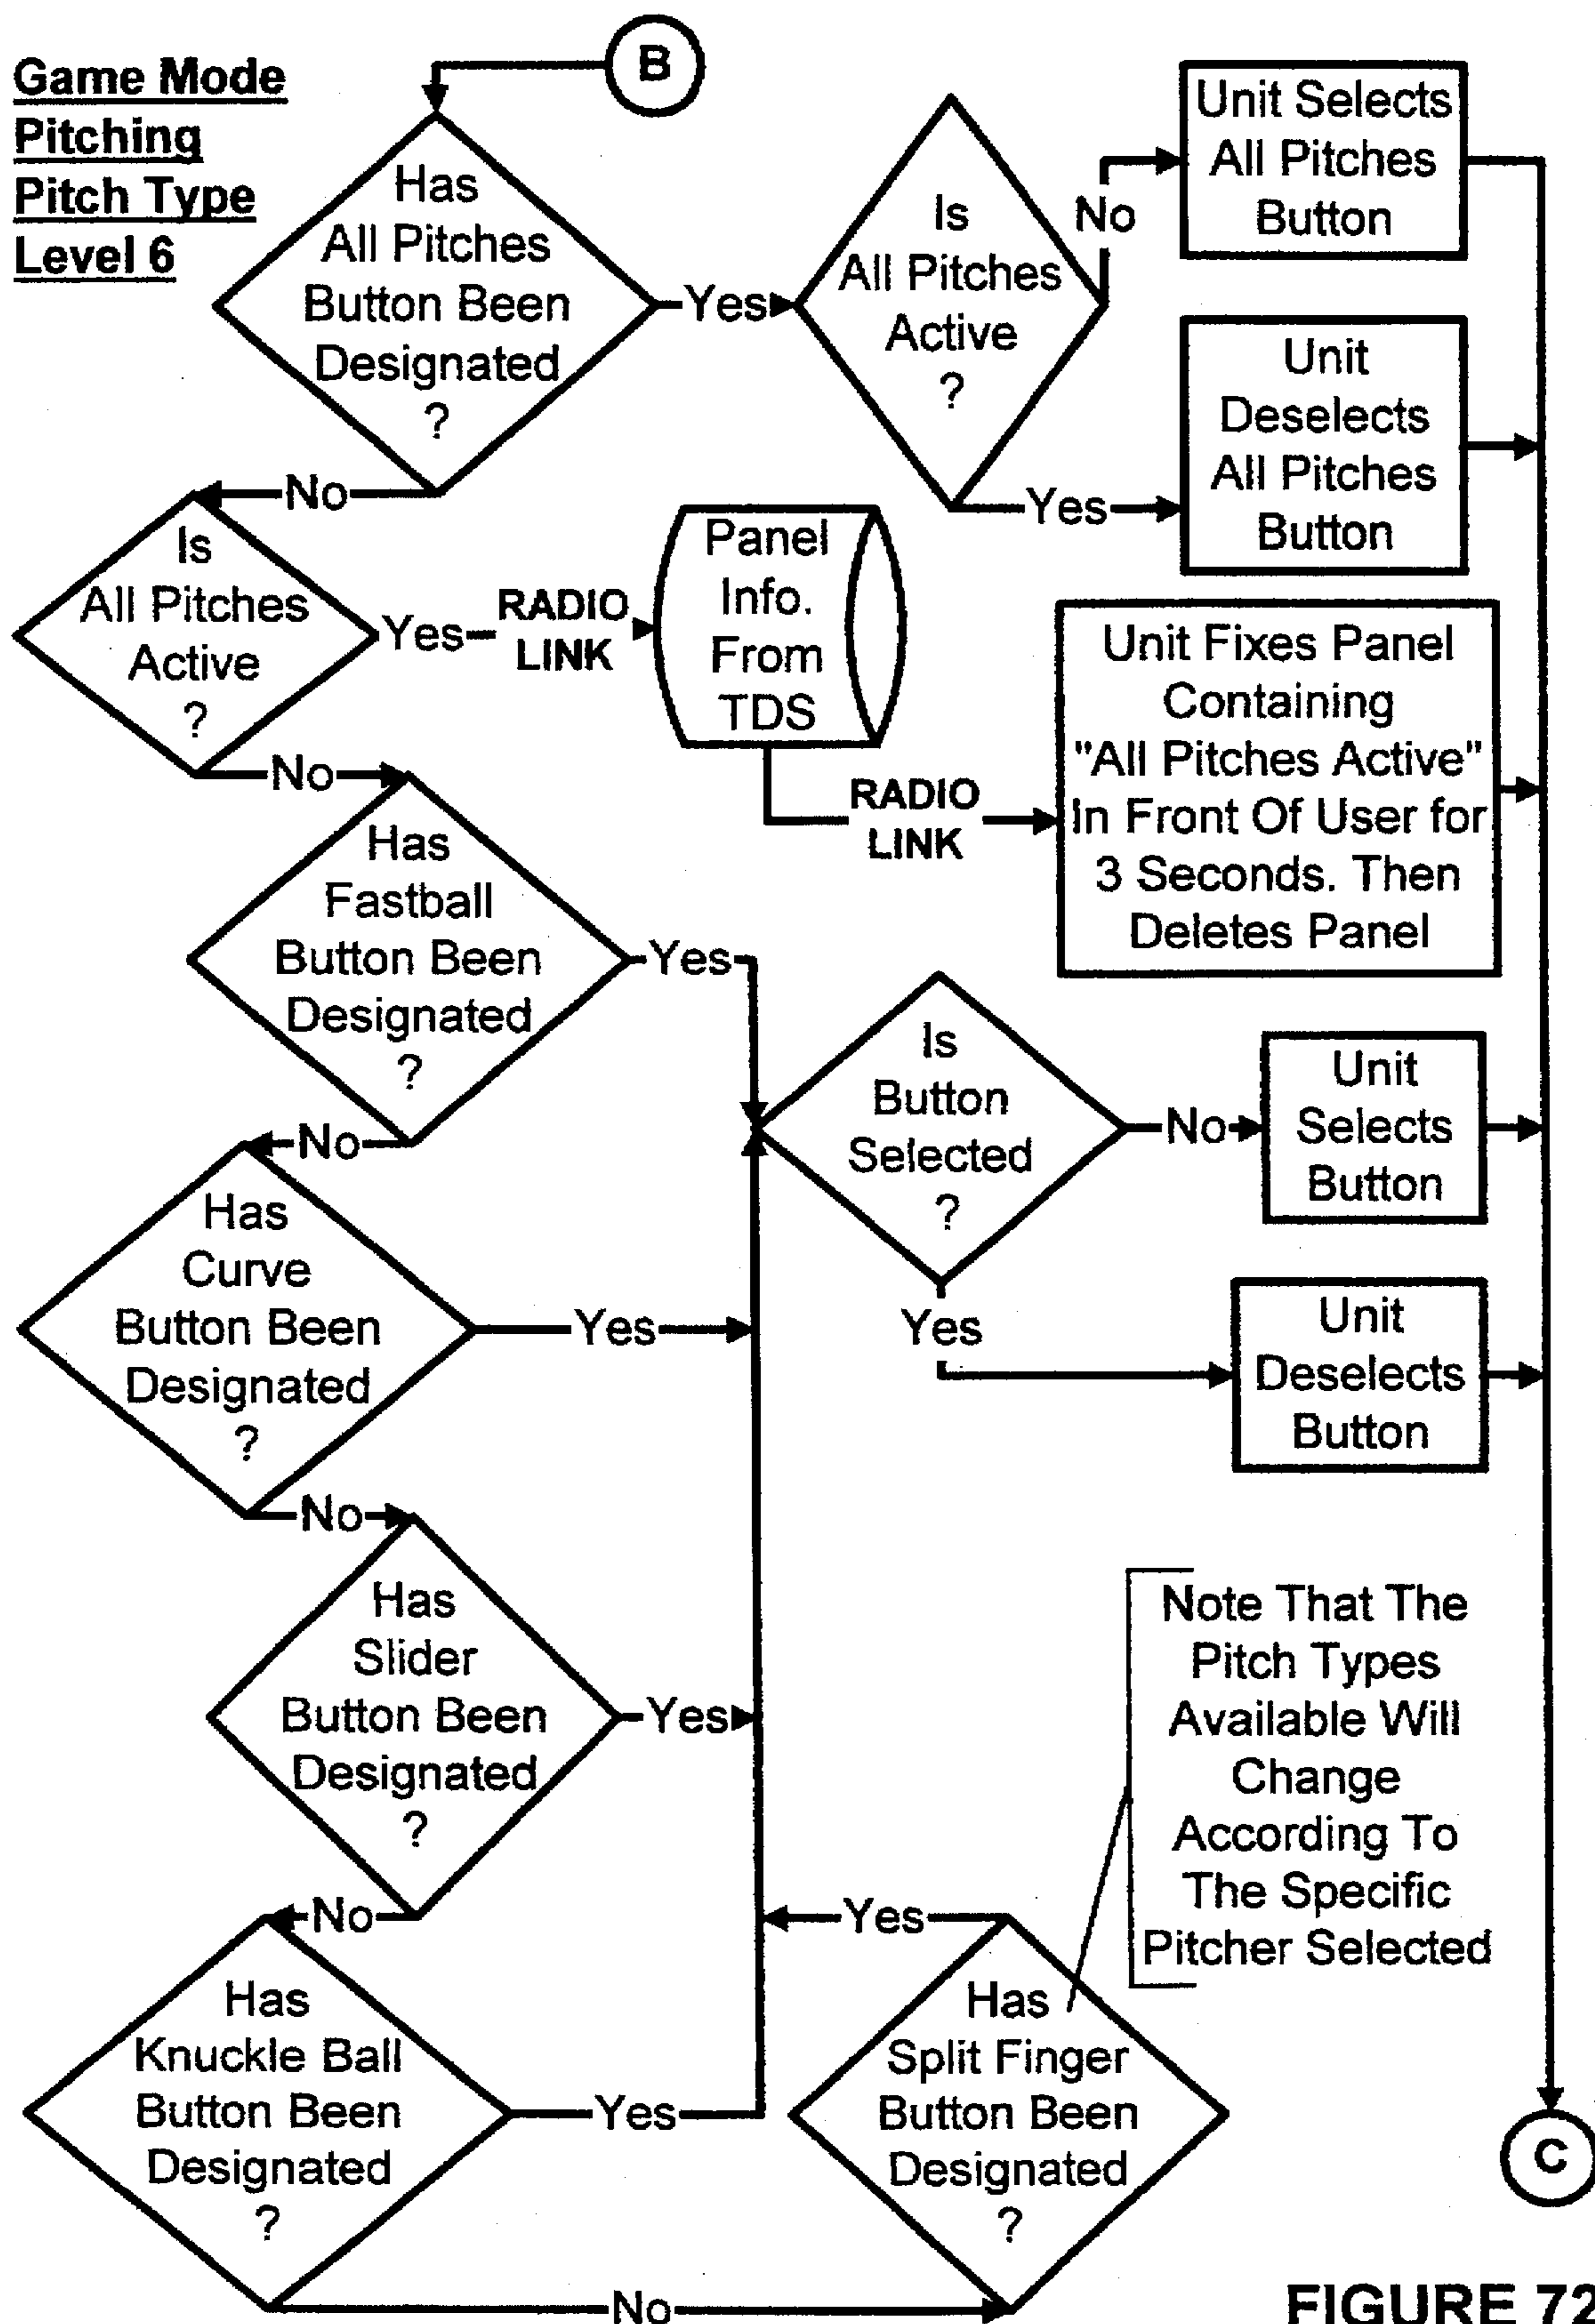 Game Mode
Pitching
Pitch Type
Level 6
B
Has
All Pitches
Button Been
Designated
?
Yes
No
Is
All Pitches
Active
?
No
Yes
Unit Selects
All Pitches
Button
Unit
Deselects
All Pitches
Button
Is
All Pitches
Active
?
Yes
No
RADIO
LINK
Panel
Info.
From
TDS
RADIO
LINK
Unit Fixes Panel
Containing
"All Pitches Active"
In Front Of User for
3 Seconds. Then
Deletes Panel
Has
Fastball
Button Been
Designated
?
Yes
No
Is
Button
Selected
?
No
Yes
Unit
Selects
Button
Unit
Deselects
Button
Has
Curve
Button Been
Designated
?
Yes
No
Has
Slider
Button Been
Designated
?
Yes
No
Note That The
Pitch Types
Available Will
Change
According To
The Specific
Pitcher Selected
Has
Knuckle Ball
Button Been
Designated
?
Yes
No
Yes
Has
Split Finger
Button Been
Designated
?
C
FIGURE 72